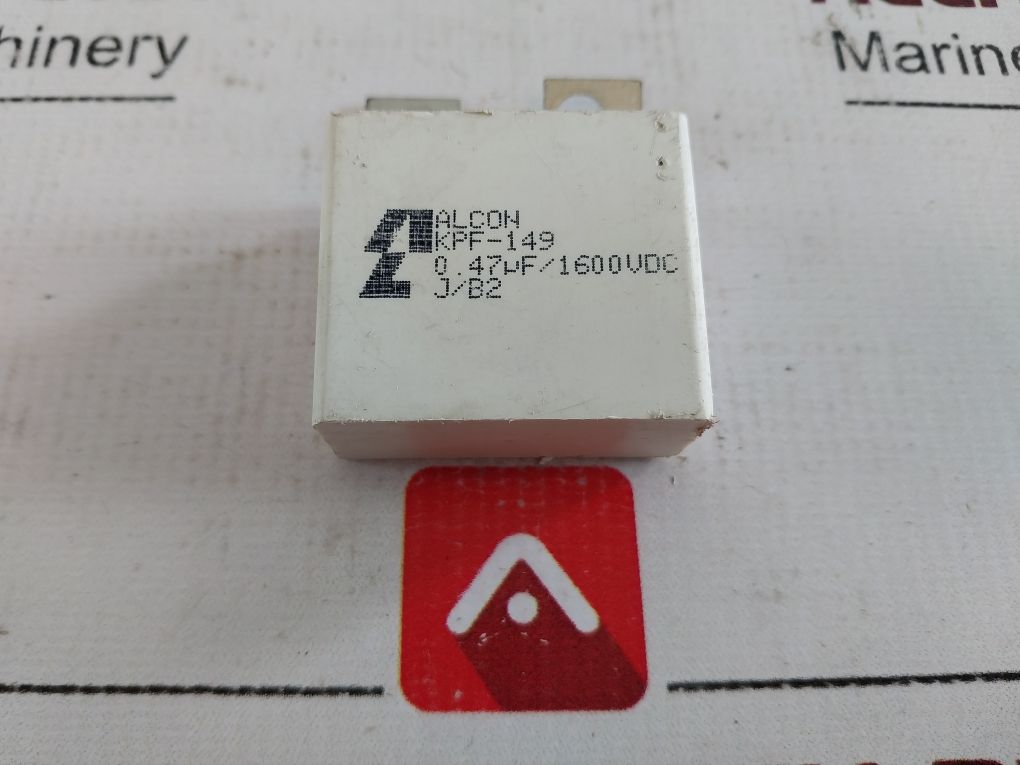 hinery
Marine
ALCON
KPF-149
0.47µF/1600VDC
J/B2